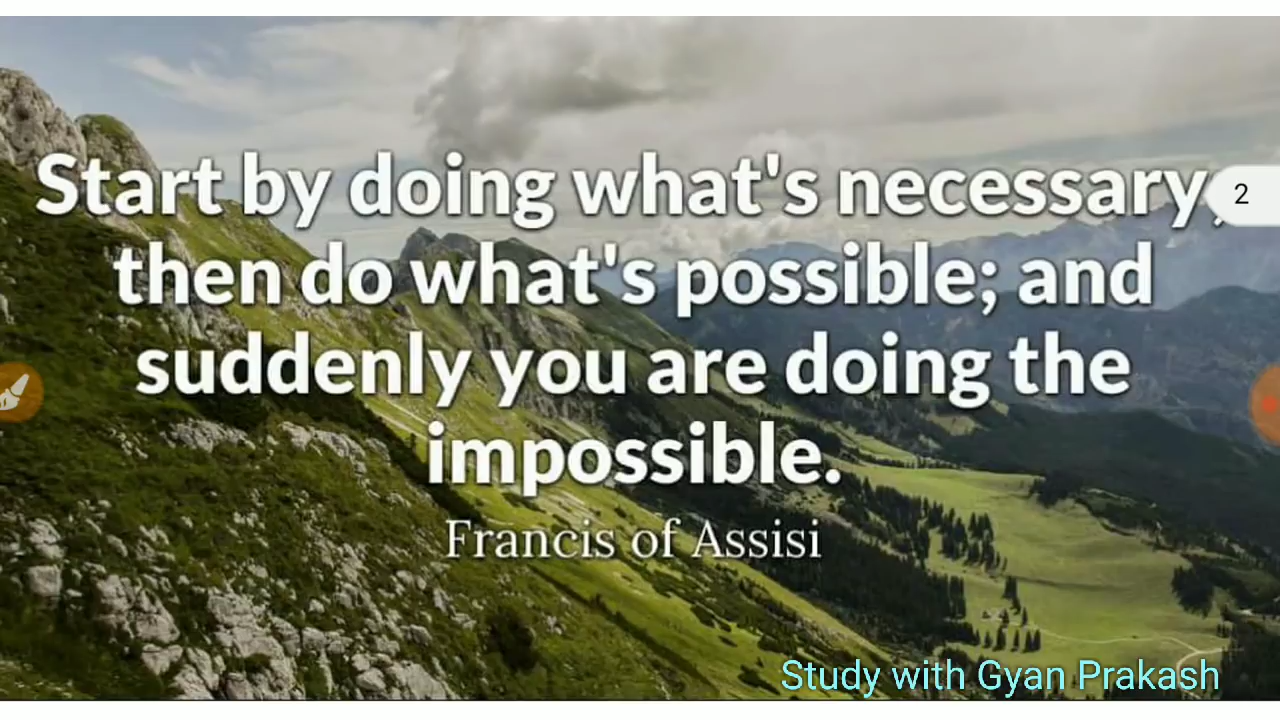 Start by doing what's necessary;
2
then do what's possible; and
suddenly you are doing the
impossible.
Francis of Assisi
Study with Gyan Prakash